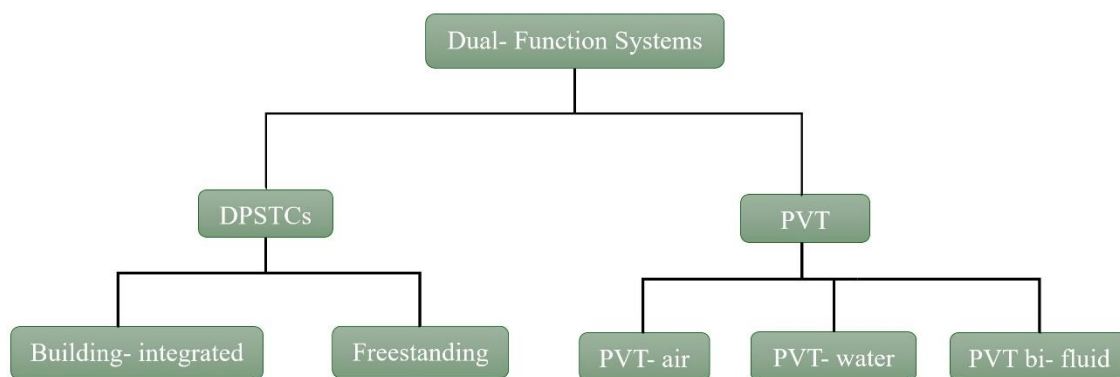 Dual- Function Systems
DPSTCs
PVT
Building- integrated
Freestanding
PVT- air
PVT- water
PVT bi- fluid